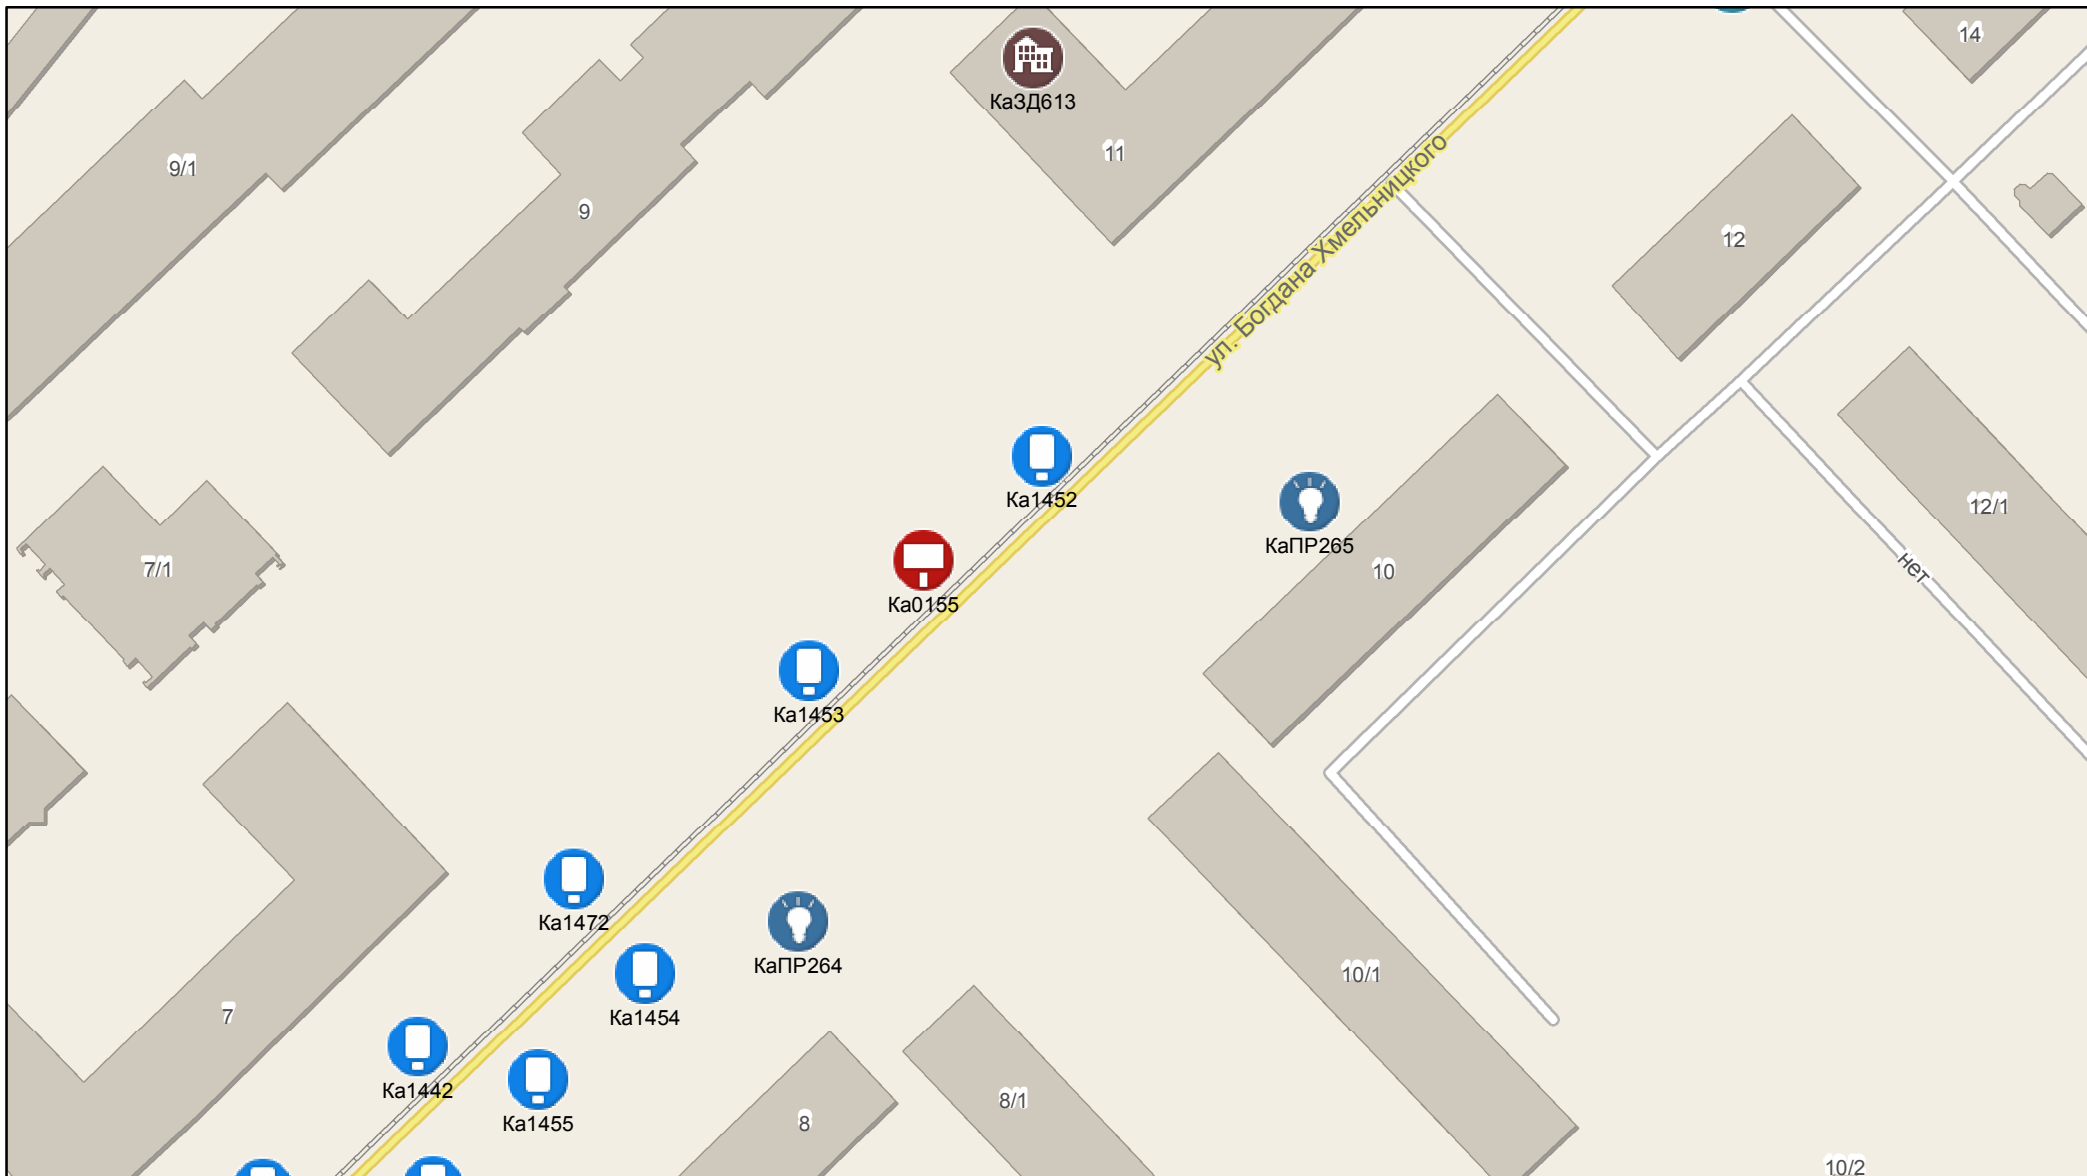 14
КаЗД613
11
9/1
9
12
ул. Богдана Хмельницкого
Ка1452
12/1
КаПР265
нет
7/1
10
Ка0155
Ка1453
Ка1472
КаПР264
10/1
7
Ка1454
Ка1442
8/1
Ка1455
8
10/2